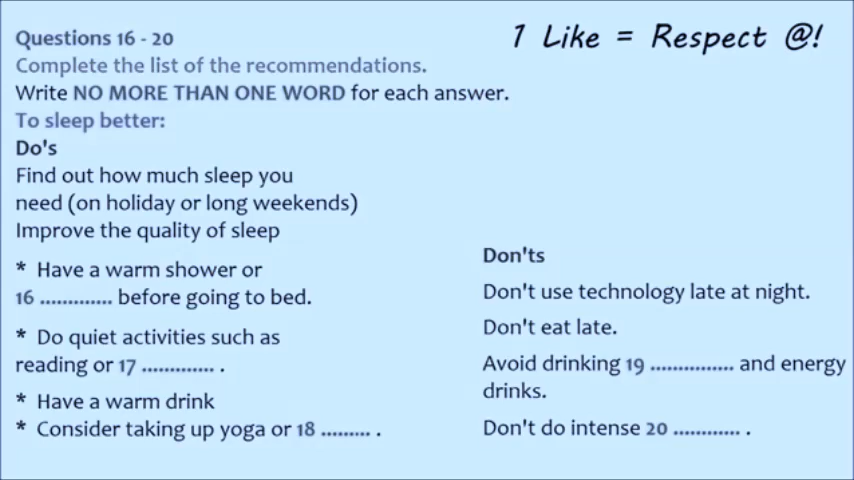 Questions 16 - 20
1 Like = Respect @!
Complete the list of the recommendations.
Write NO MORE THAN ONE WORD for each answer.
To sleep better:
Do's
Find out how much sleep you
need (on holiday or long weekends)
Improve the quality of sleep
* Have a warm shower or
16 ............. before going to bed.
* Do quiet activities such as
reading or 17 ............. .
* Have a warm drink
* Consider taking up yoga or 18 ......... .
Don'ts
Don't use technology late at night.
Don't eat late.
Avoid drinking 19 ............... and energy
drinks.
Don't do intense 20 ............ .